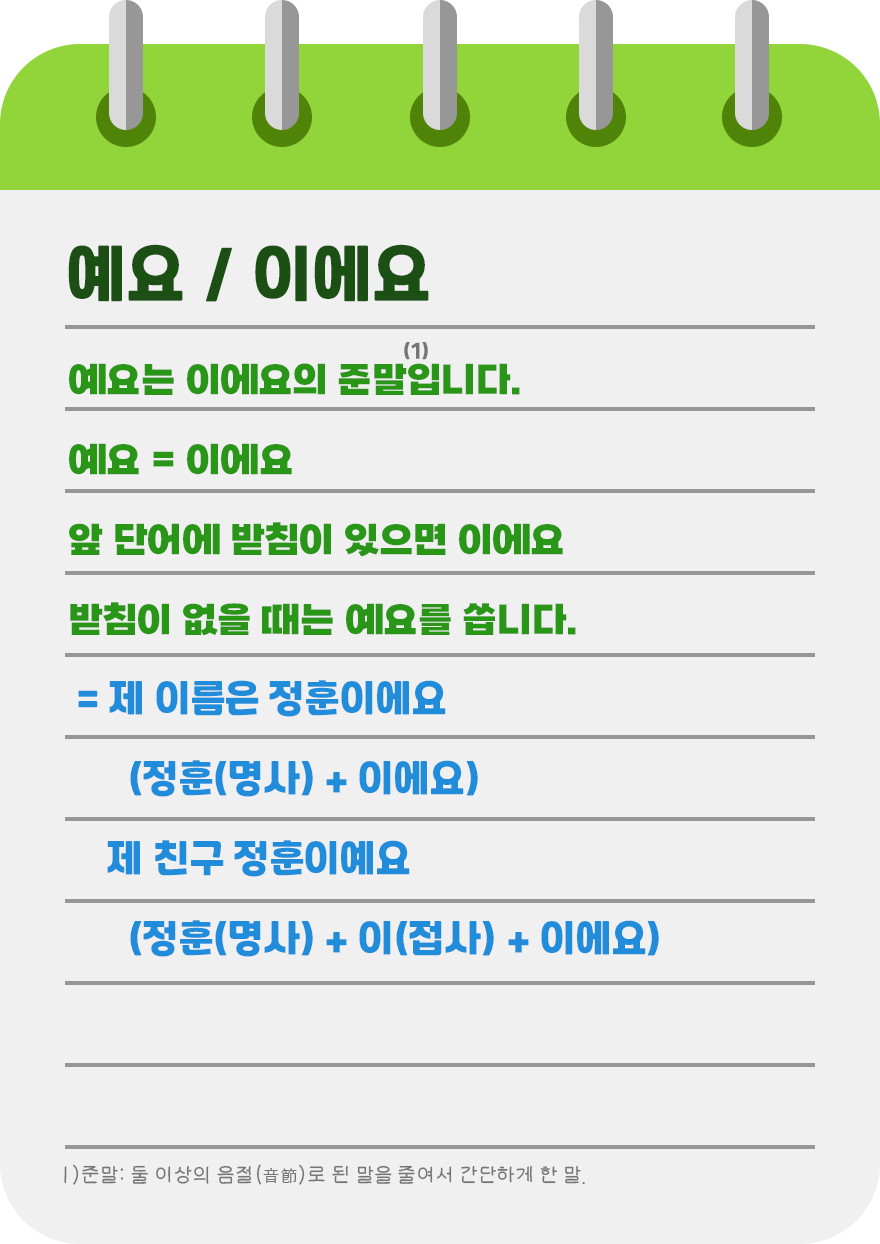 예요 / 이에요
(1)
예요는 이에요의 준말입니다.
예요 = 이에요
앞 단어에 받침이 있으면 이에요
받침이 없을 때는 예요를 씁니다.
= 제 이름은 정훈이에요
(정훈(명사) + 이에요)
제 친구 정훈이예요
(정훈(명사) + 이(접사) + 이에요)
1)준말: 둘 이상의 음절(音節)로 된 말을 줄여서 간단하게 한 말.